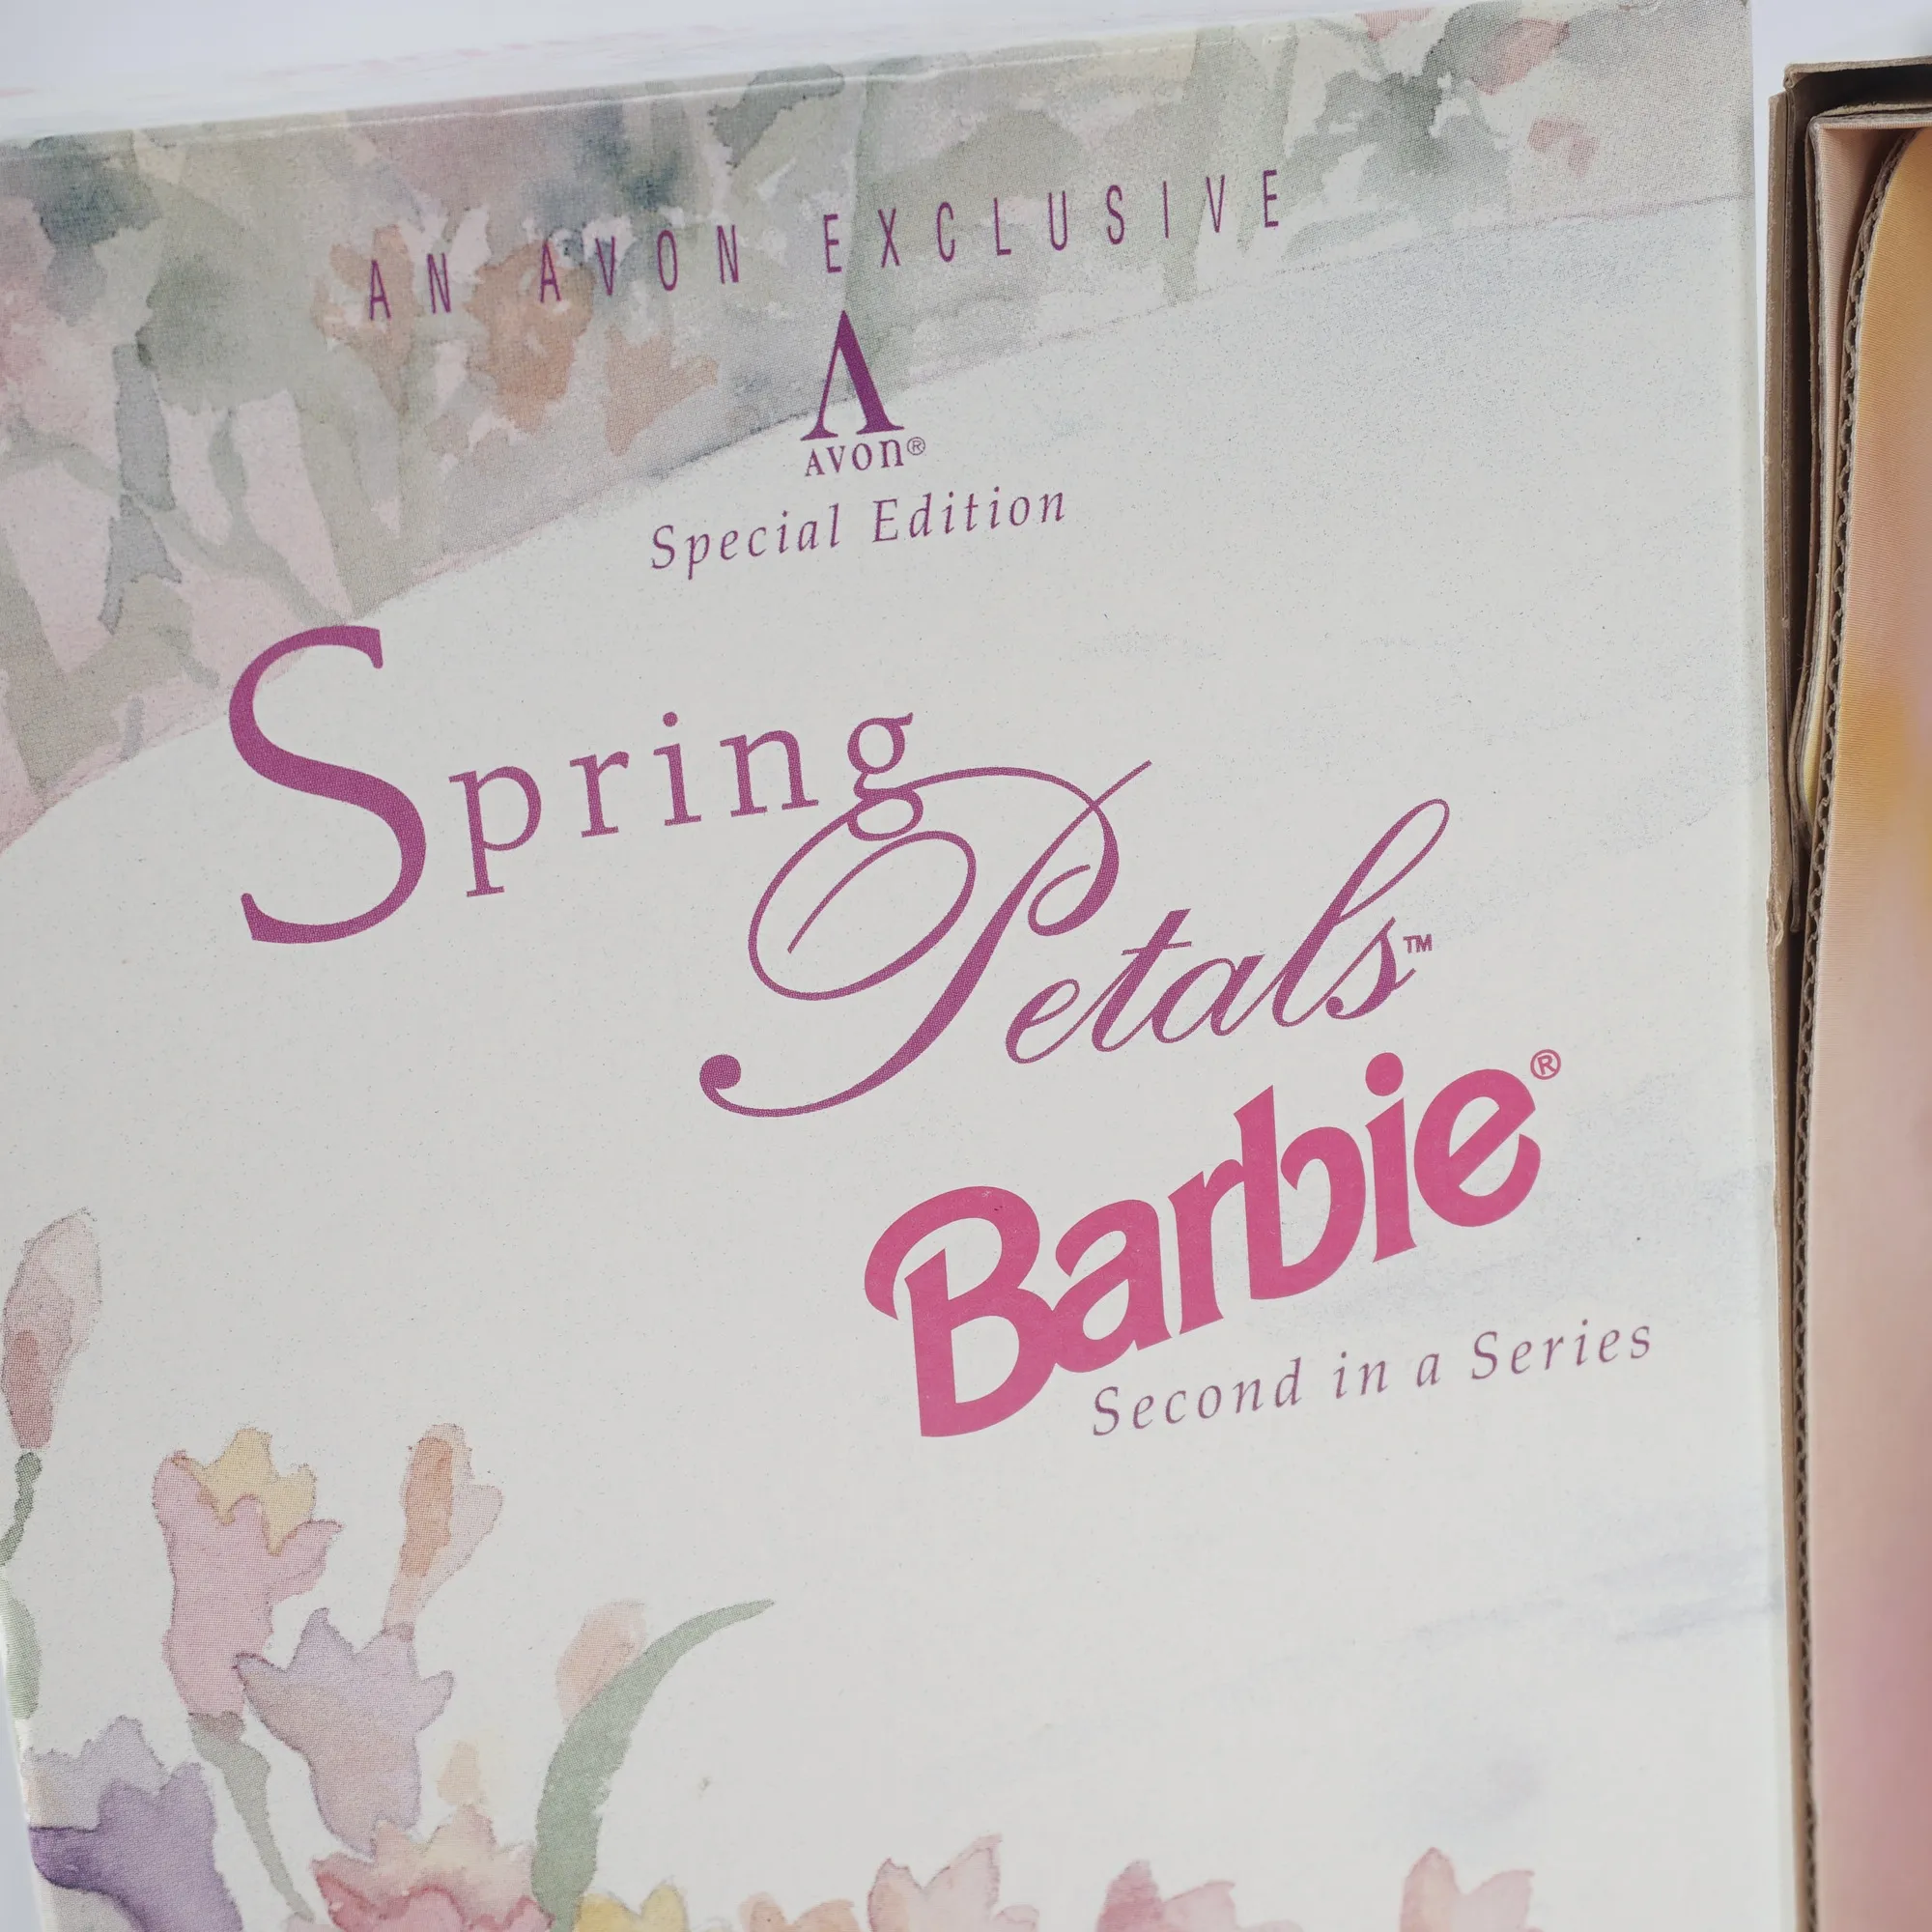 AN AVON EXCLUSIVE
A
AVON®
Special Edition
Spring
Petals™
Barbie®
Second in a Series